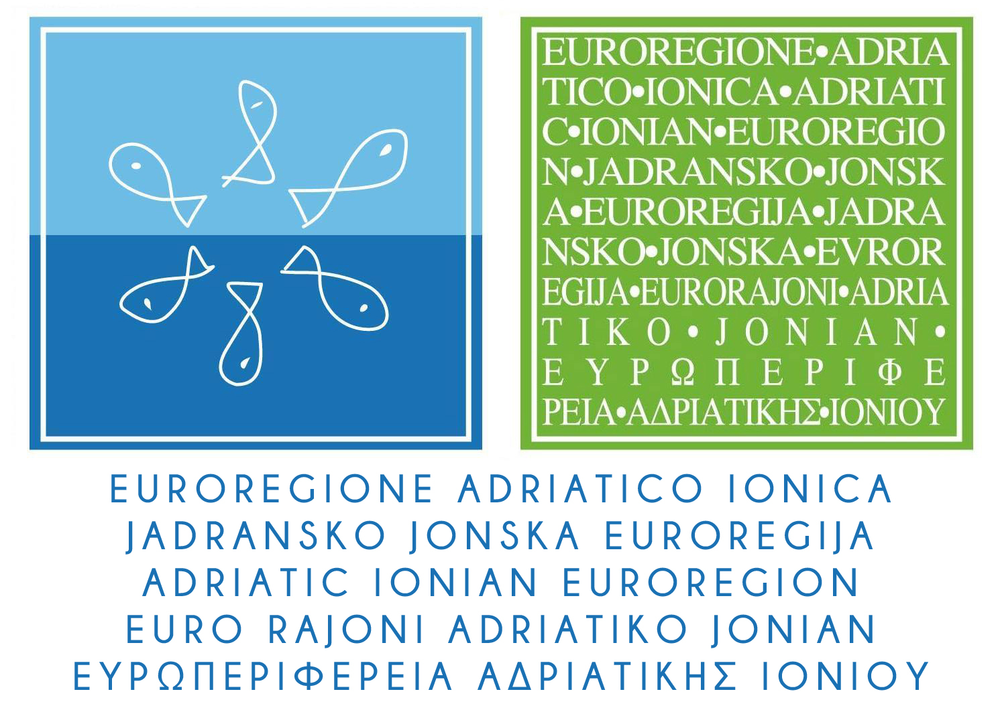 EUROREGIONE•ADRIA
TICO•IONICA•ADRIATI
C•IONIAN•EUROREGIO
N•JADRANSKO•JONSK
A•EUROREGIJA•JADRA
NSKO•JONSKA•EVROR
EGIJA•EURORAJONI•ADRIA
TIKO•JONIAN•
ΕΥΡΩΠΕΡΙΦΕ
ΡΕΙΑ•ΑΔΡΙΑΤΙΚΗΣ•ΙΟΝΙΟΥ
EUROREGIONE ADRIATICO IONICA
JADRANSKO JONSKA EUROREGIJA
ADRIATIC IONIAN EUROREGION
EURO RAJONI ADRIATIKO JONIAN
ΕΥΡΩΠΕΡΙΦΕΡΕΙΑ ΑΔΡΙΑΤΙΚΗΣ ΙΟΝΙΟΥ